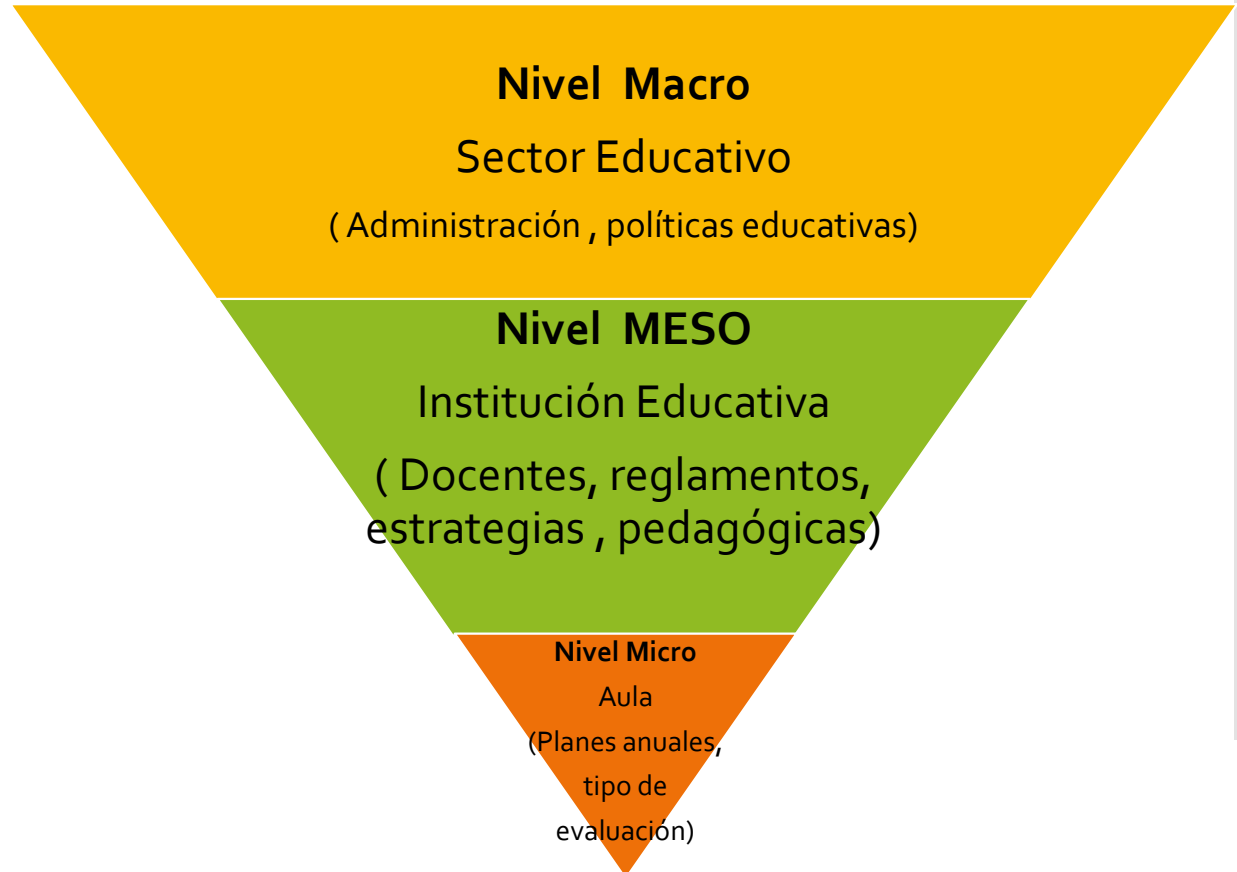 Nivel Macro
Sector Educativo
( Administración , políticas educativas)
Nivel MESO
Institución Educativa
( Docentes, reglamentos,
estrategias , pedagógicas)
Nivel Micro
Aula
(Planes anuales,
tipo de
evaluación)